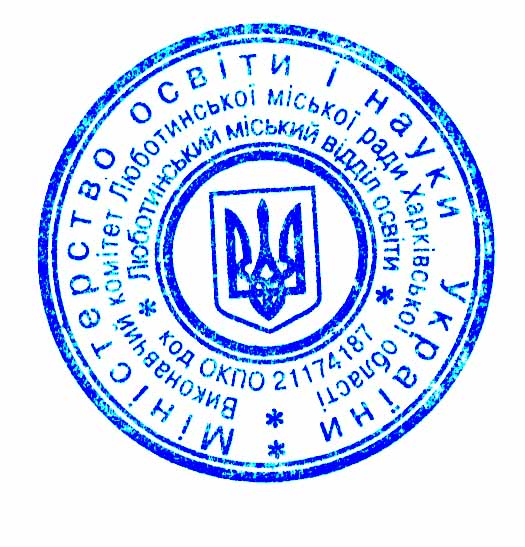 Міністерство освіти і науки України
Виконавчий комітет Люботинської міської ради Харківської області
Люботинський міський відділ освіти
код ОКПО 21174187